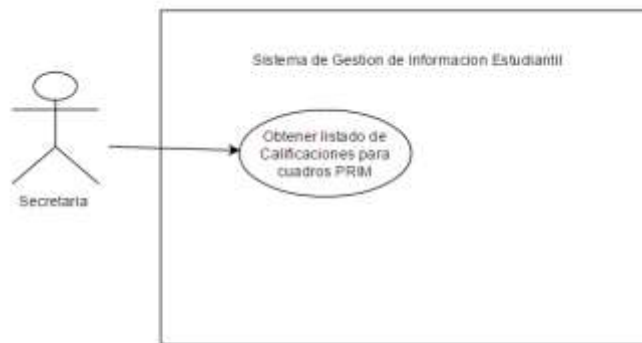 Sistema de Gestion de Informacion Estudiantil
Obtener listado de
Calificaciones para
cuadros PRIM
Secretaria